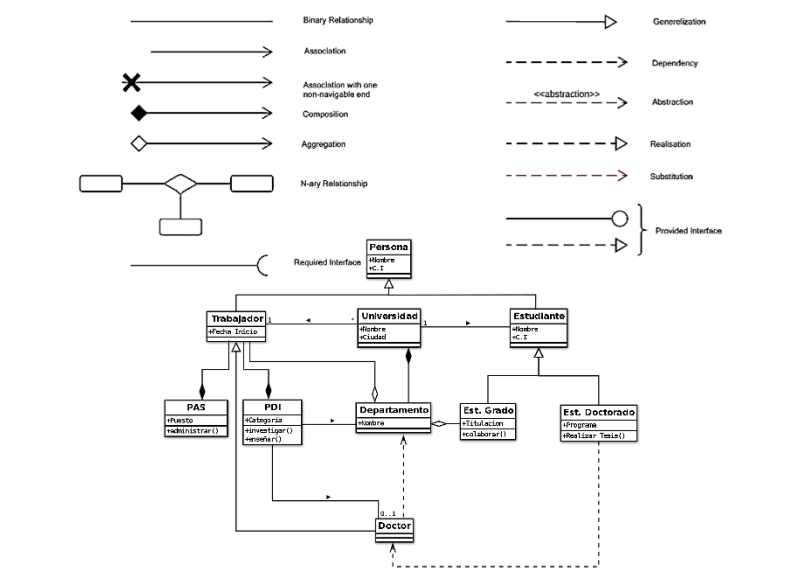 Binary Relationship
Association
Association with one
non-navigable end
Composition
Aggregation
N-ary Relationship
Required Interface
Generelization
Dependency
<<abstraction>>
Abstraction
Realisation
Substitution
Provided Interface
Persona
+Nombre
+C.I
Trabajador
+Fecha Inicio
1
*
Universidad
+Nombre
+Ciudad
1
Estudiante
+Nombre
+C.I
PAS
+Puesto
+administrar()
PDI
+Categoria
+investigar()
+enseñar()
Departamento
+Nombre
Est. Grado
+Titulacion
+colaborar()
Est. Doctorado
+Programa
+Realizar Tesis()
0..1
Doctor